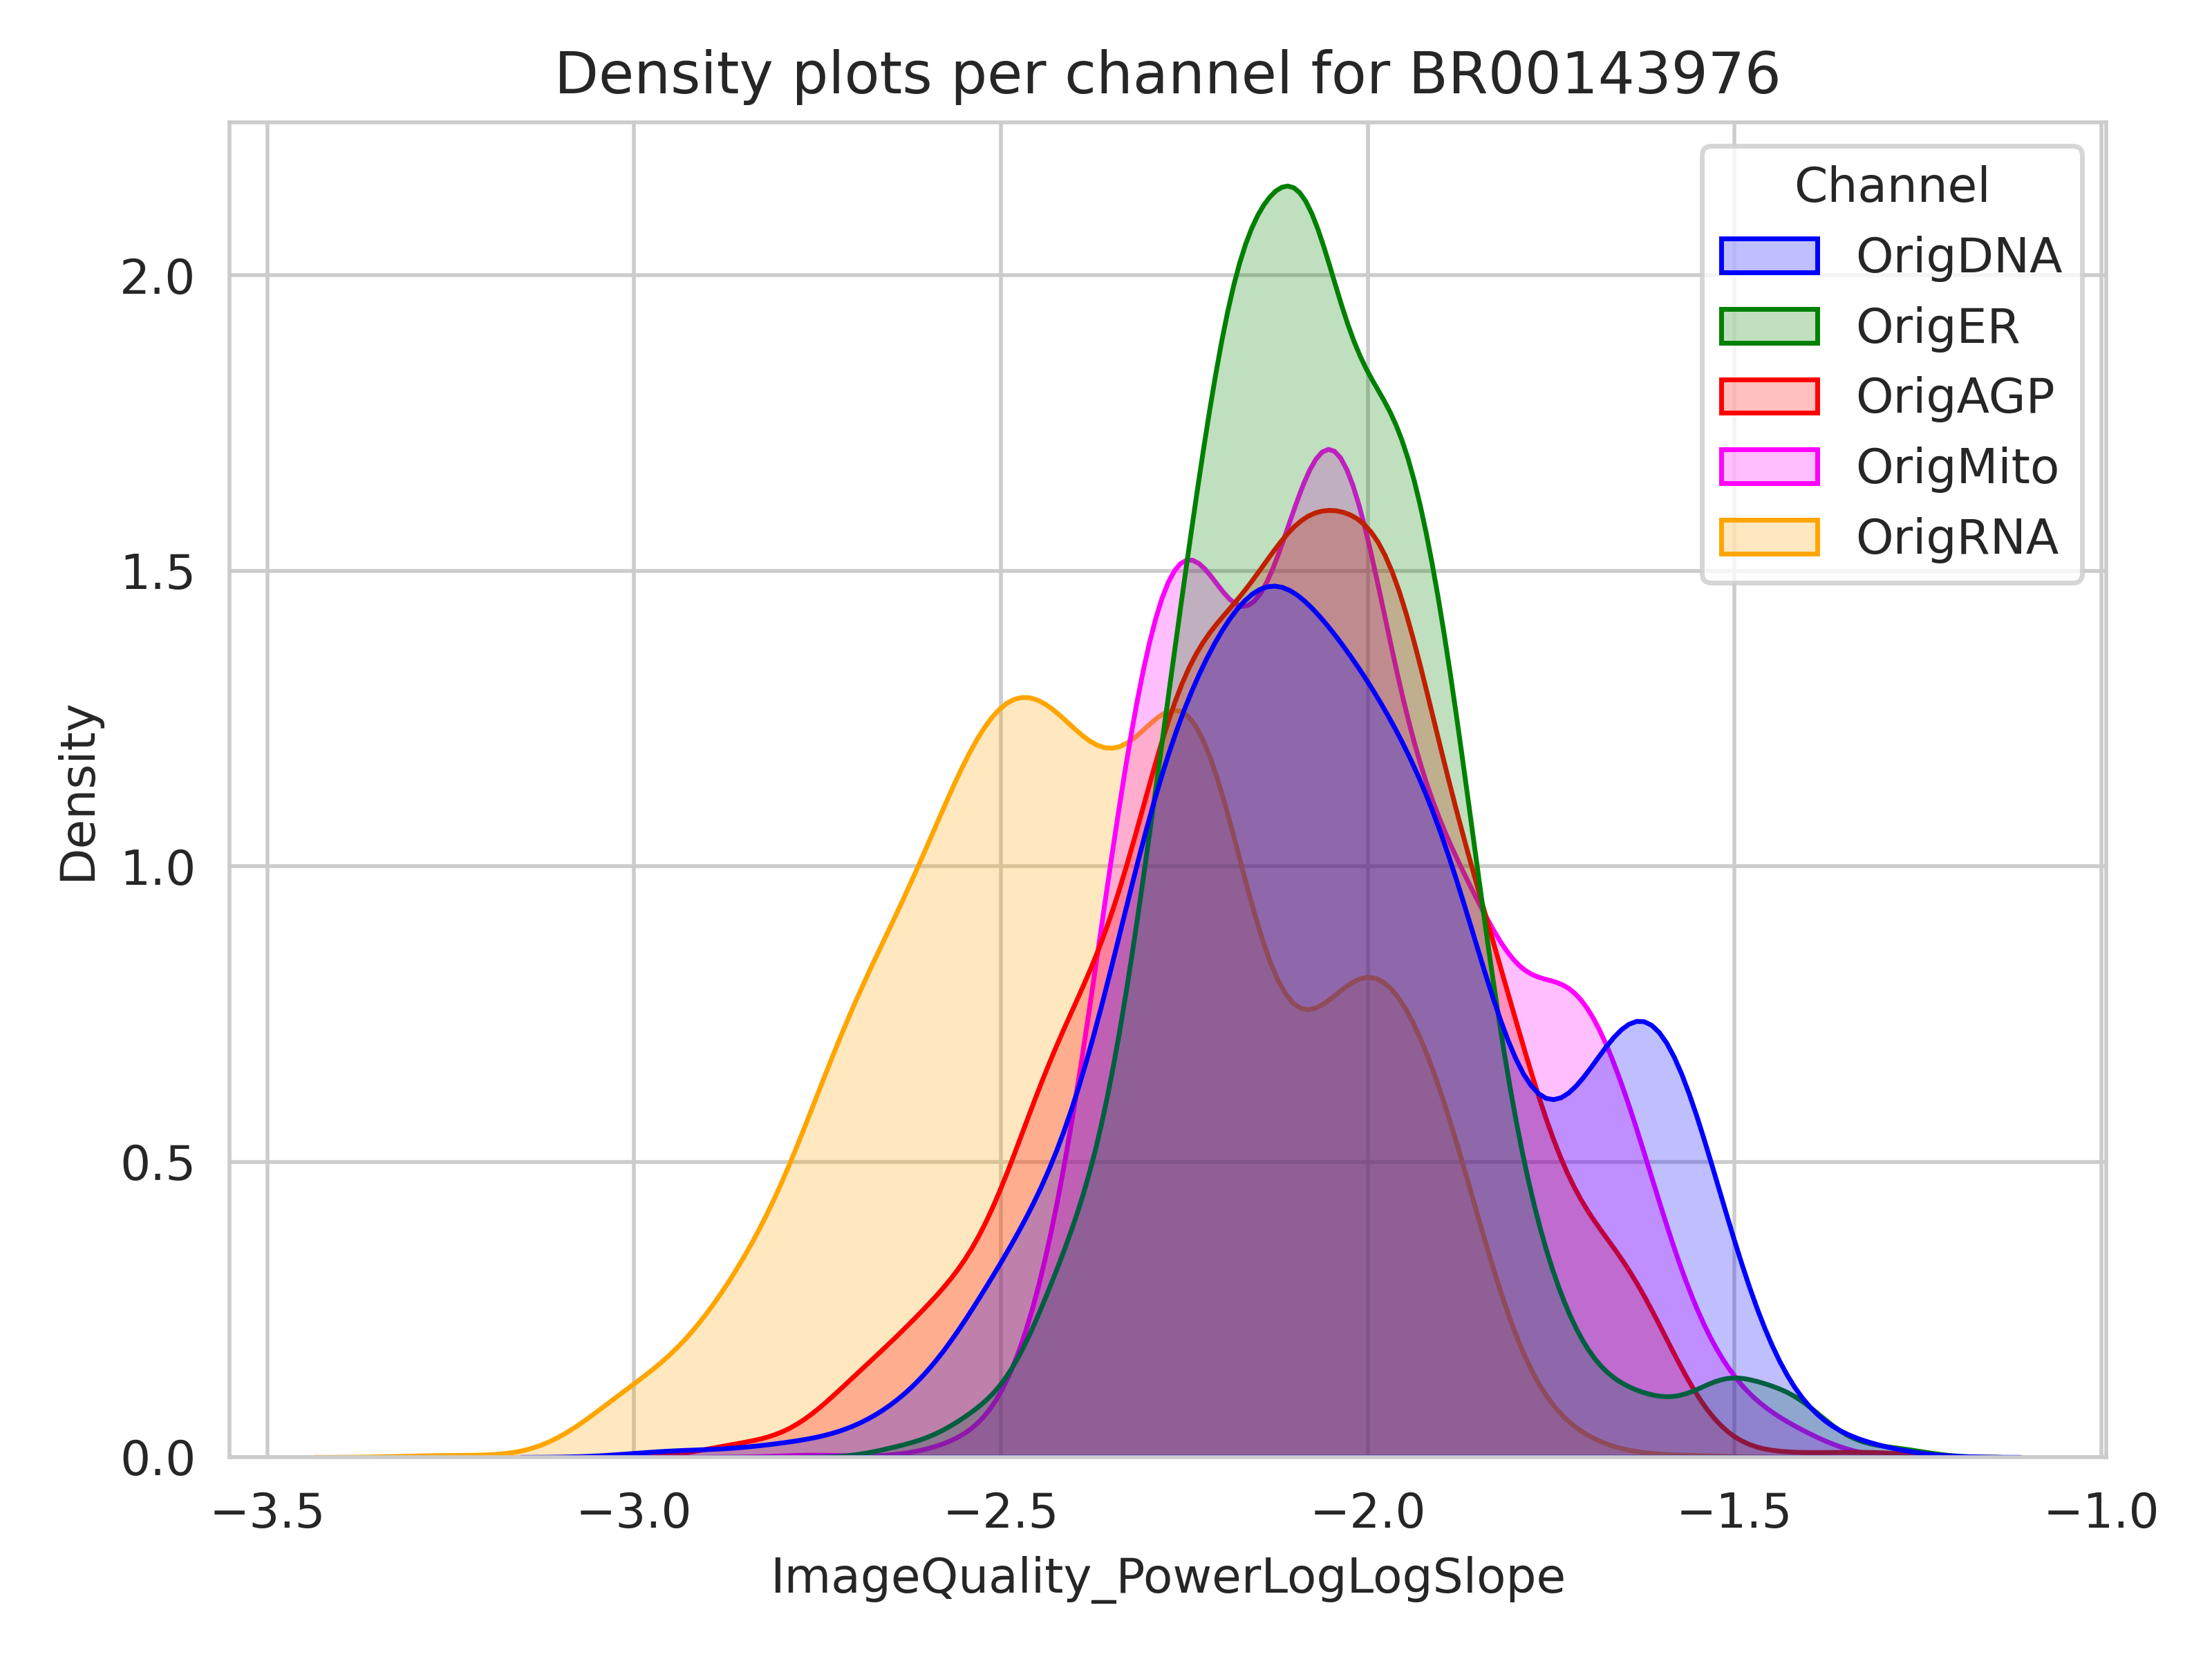 Density plots per channel for BR00143976
Channel
OrigDNA
OrigER
OrigAGP
OrigMito
OrigRNA
Density
2.0
1.5
1.0
0.5
0.0
−3.5 −3.0 −2.5 −2.0 −1.5 −1.0
ImageQuality_PowerLogLogSlope